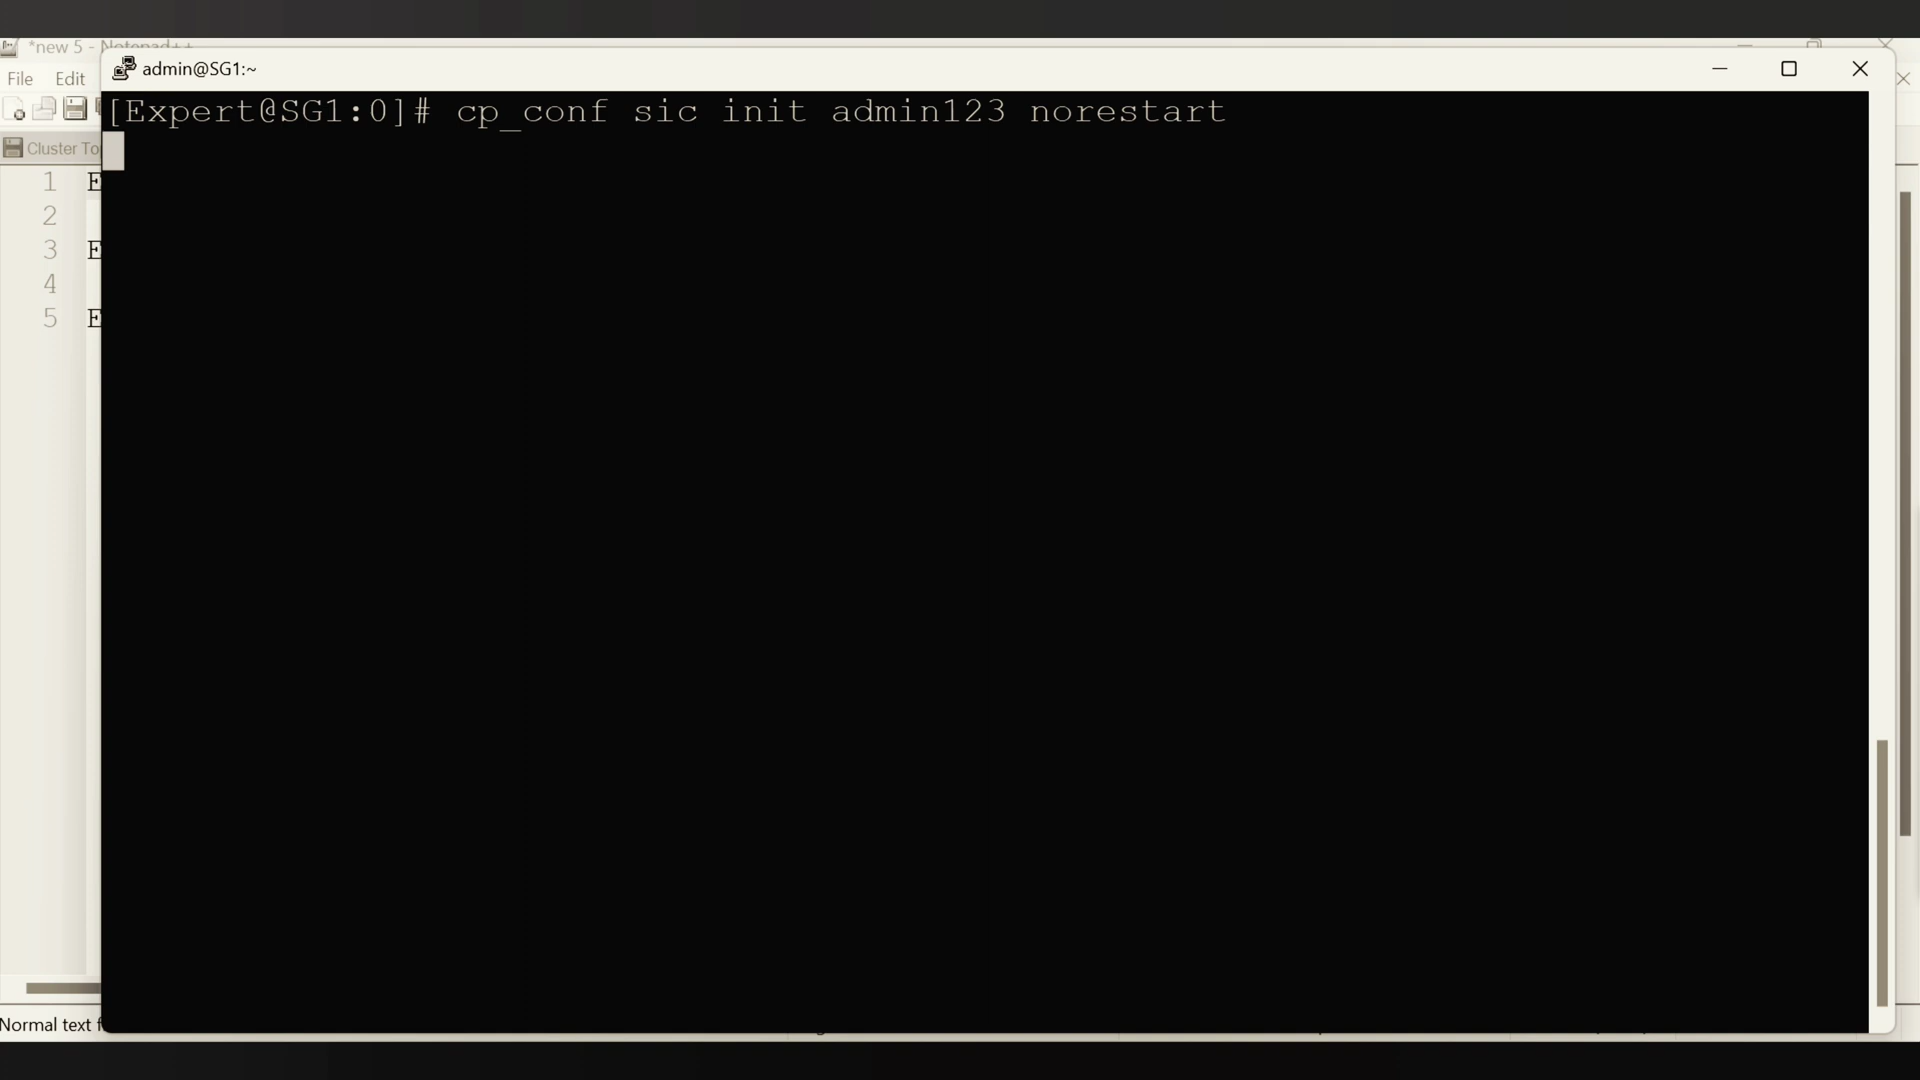 *new 5 - Notepad++
admin@SG1:~
File Edit
[Expert@SG1:0]# cp_conf sic init admin123 norestart
Cluster To
1 E
2
3 E
4
5 E
Normal text f